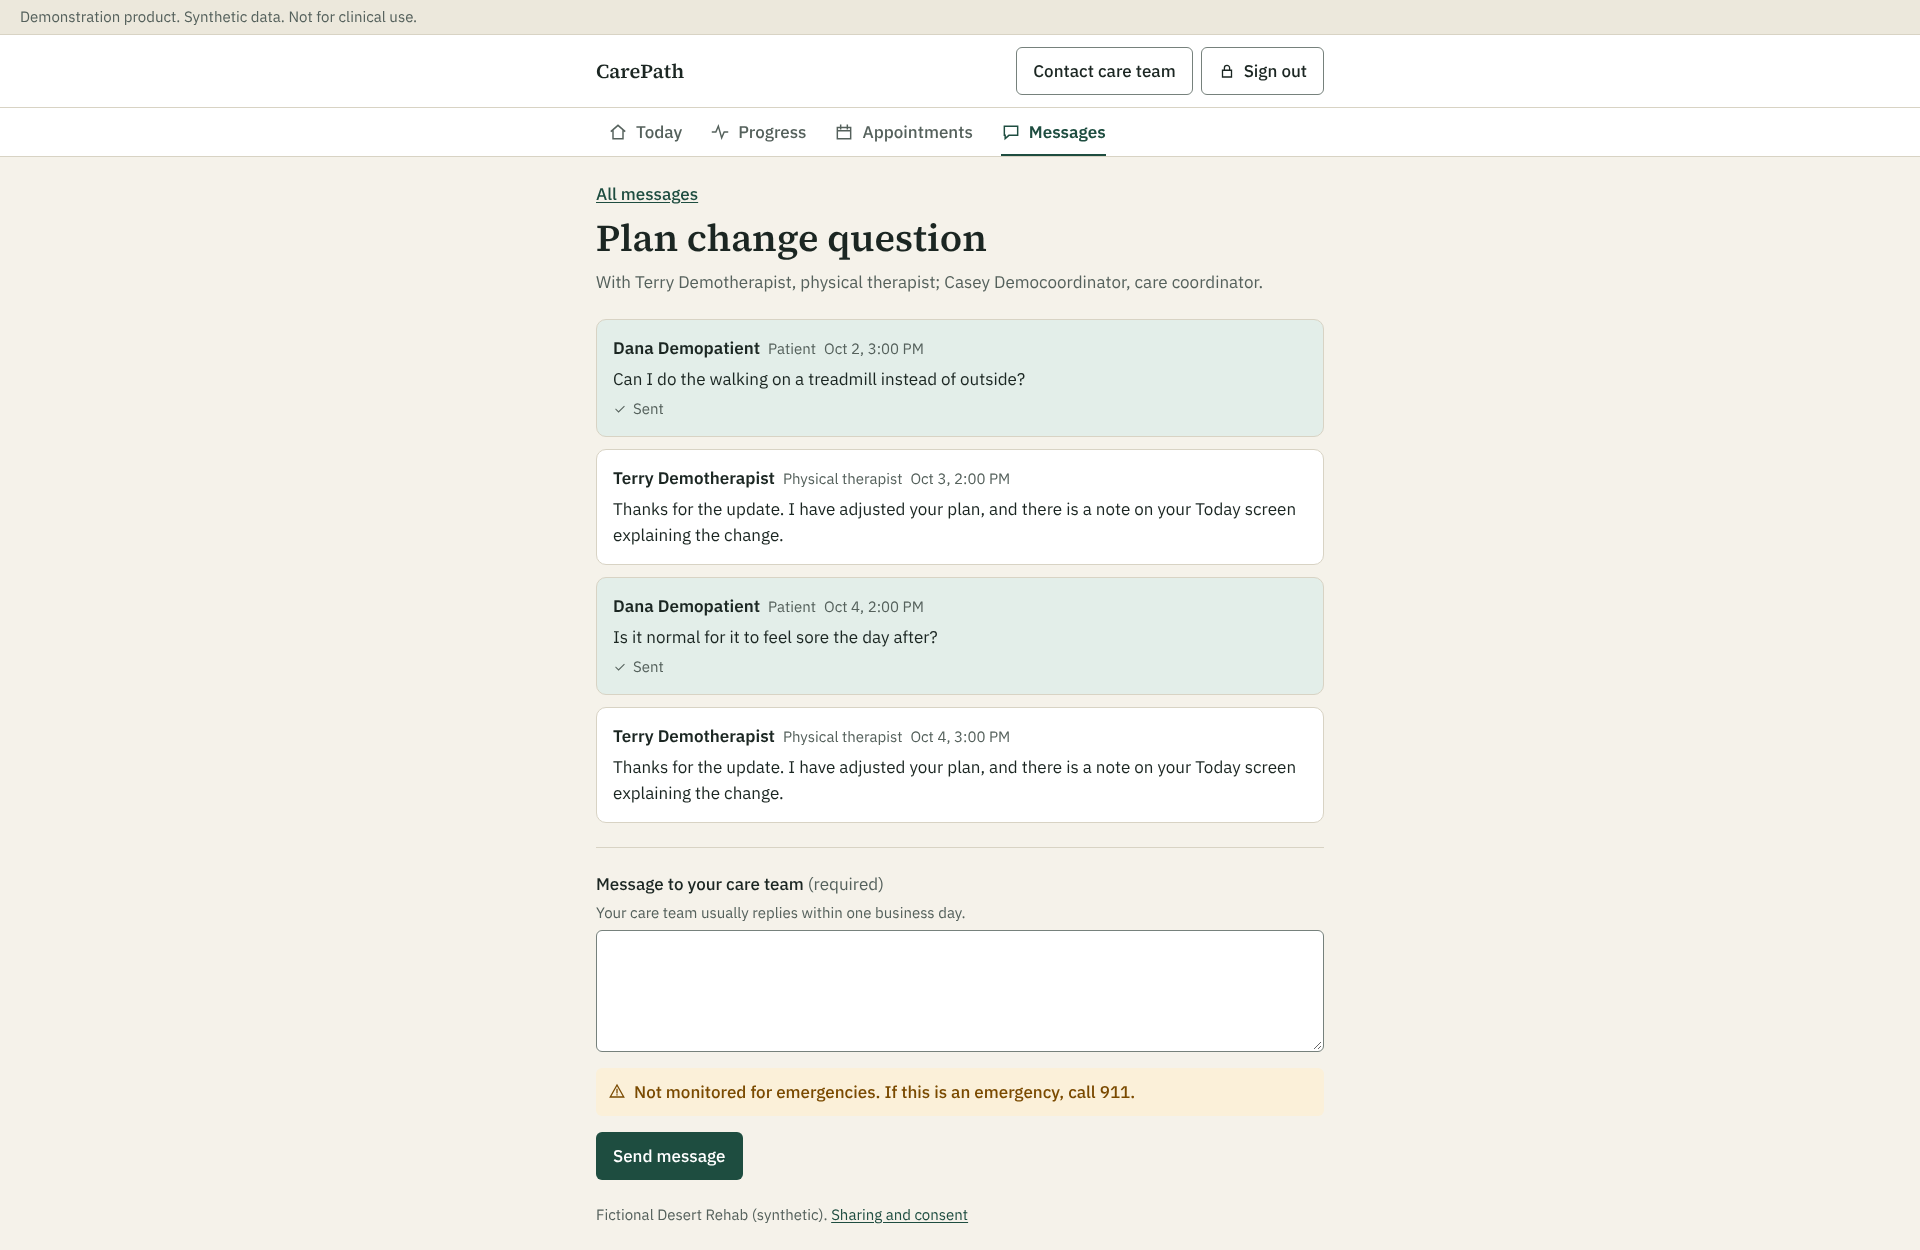 Demonstration product. Synthetic data. Not for clinical use.
CarePath
Contact care team
Sign out
Today
Progress
Appointments
Messages
All messages
Plan change question
With Terry Demotherapist, physical therapist; Casey Democoordinator, care coordinator.
Dana Demopatient Patient Oct 2, 3:00 PM
Can I do the walking on a treadmill instead of outside?
Sent
Terry Demotherapist Physical therapist Oct 3, 2:00 PM
Thanks for the update. I have adjusted your plan, and there is a note on your Today screen
explaining the change.
Dana Demopatient Patient Oct 4, 2:00 PM
Is it normal for it to feel sore the day after?
Sent
Terry Demotherapist Physical therapist Oct 4, 3:00 PM
Thanks for the update. I have adjusted your plan, and there is a note on your Today screen
explaining the change.
Message to your care team (required)
Your care team usually replies within one business day.
Not monitored for emergencies. If this is an emergency, call 911.
Send message
Fictional Desert Rehab (synthetic). Sharing and consent